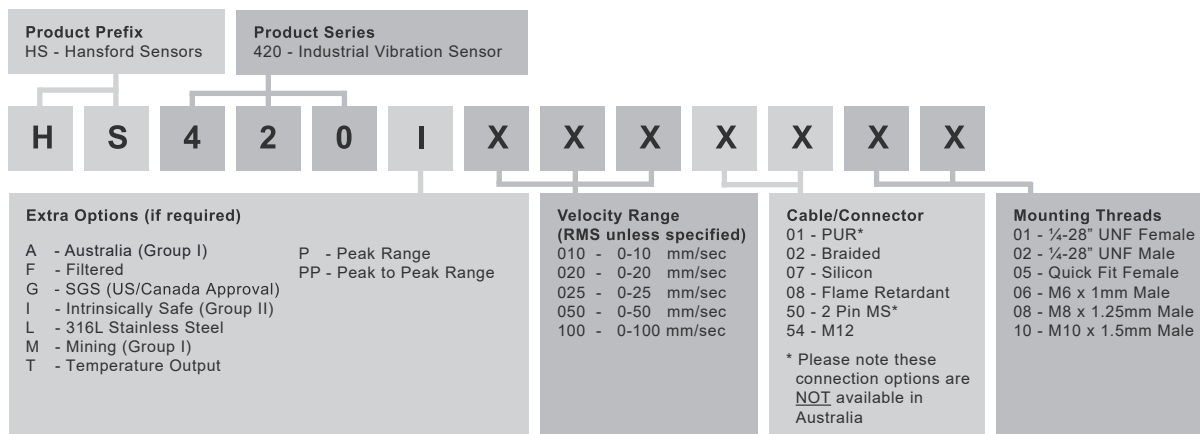 Product Prefix
HS - Hansford Sensors
Product Series
420 - Industrial Vibration Sensor
H S 4 2 0 I X X X X X X X
Extra Options (if required)
A - Australia (Group I)
F - Filtered
G - SGS (US/Canada Approval)
I - Intrinsically Safe (Group II)
L - 316L Stainless Steel
M - Mining (Group I)
T - Temperature Output
P - Peak Range
PP - Peak to Peak Range
Velocity Range
(RMS unless specified)
010 - 0-10 mm/sec
020 - 0-20 mm/sec
025 - 0-25 mm/sec
050 - 0-50 mm/sec
100 - 0-100 mm/sec
Cable/Connector
01 - PUR*
02 - Braided
07 - Silicon
08 - Flame Retardant
50 - 2 Pin MS*
54 - M12
* Please note these
connection options are
NOT available in
Australia
Mounting Threads
01 - ¼-28” UNF Female
02 - ¼-28” UNF Male
05 - Quick Fit Female
06 - M6 x 1mm Male
08 - M8 x 1.25mm Male
10 - M10 x 1.5mm Male